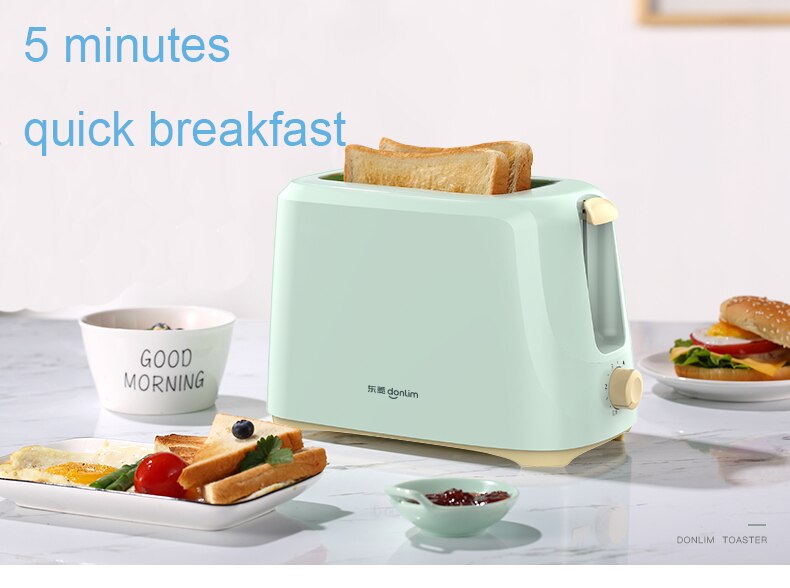 5 minutes
quick breakfast
GOOD
MORNING
东菱 donlim
DONLIM TOASTER